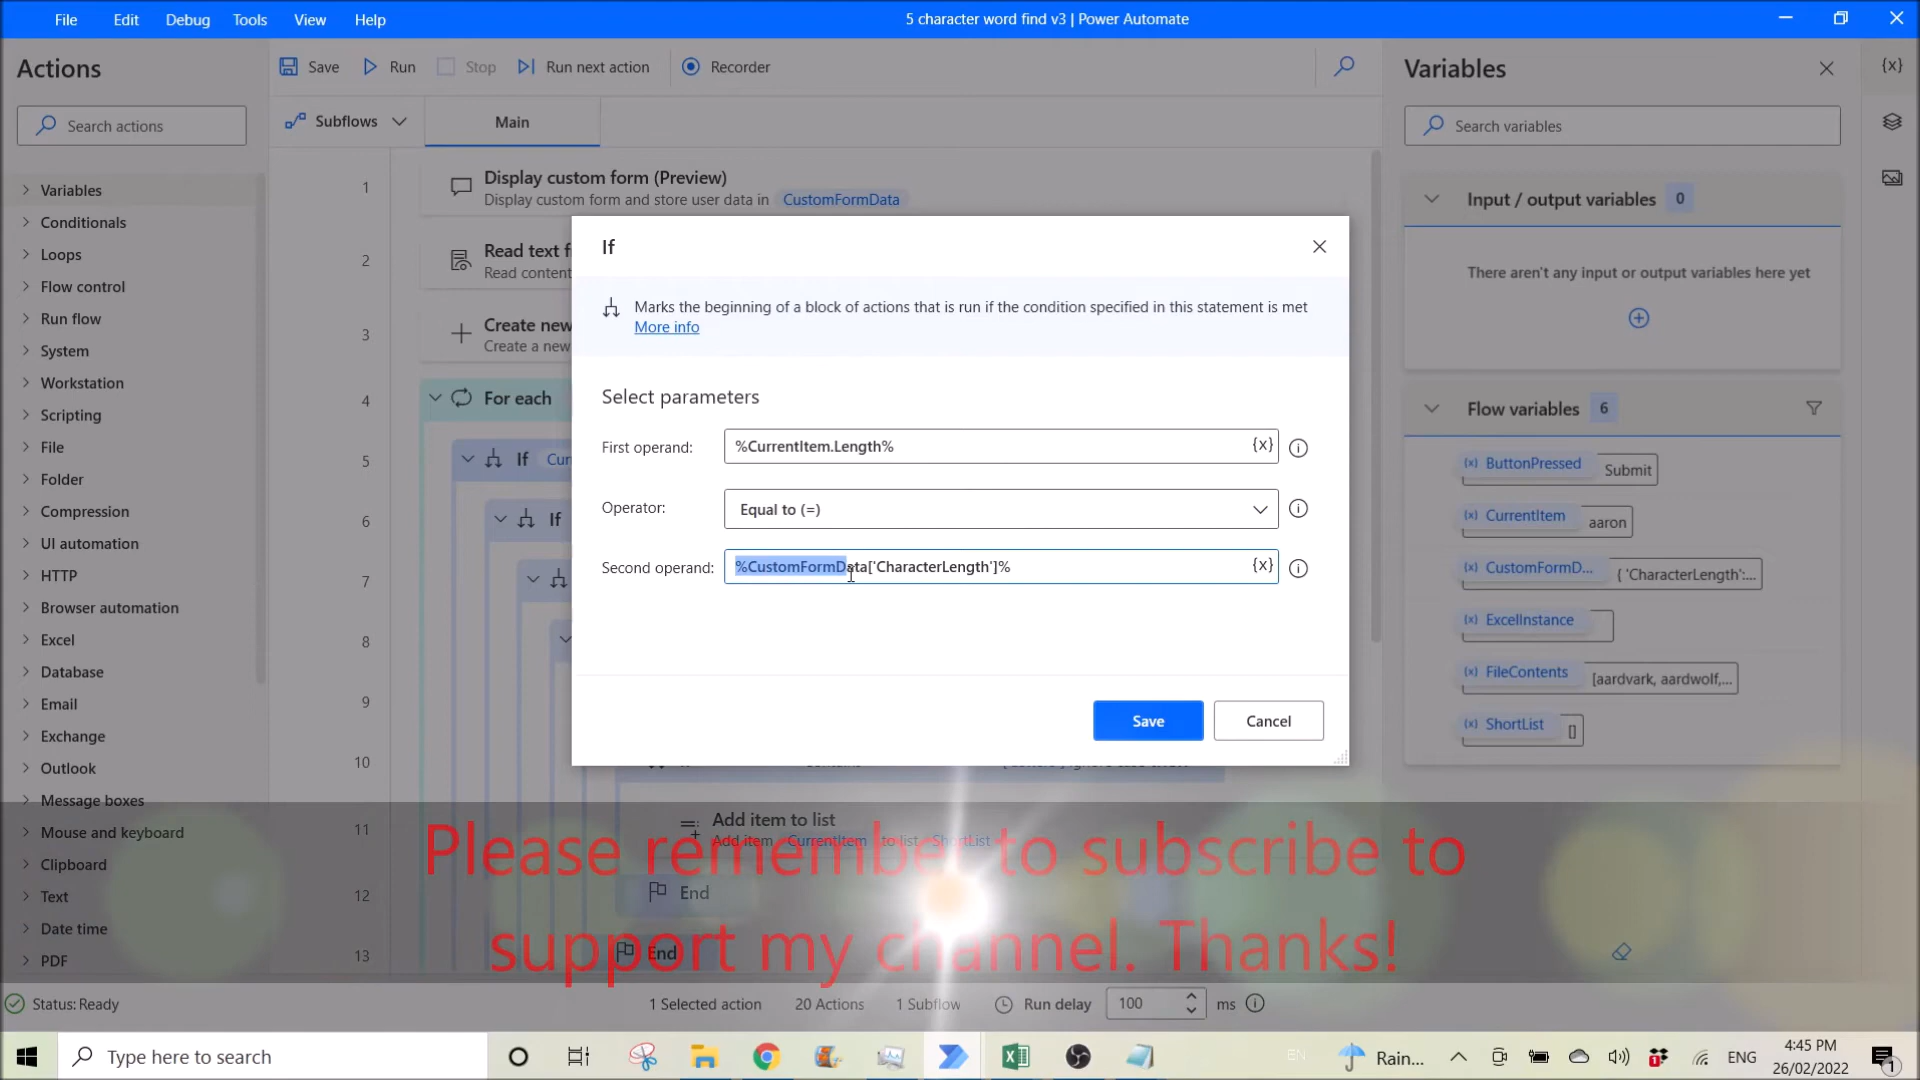 File Edit Debug Tools View Help
5 character word find v3 | Power Automate
Actions
Save Run Stop Run next action Recorder
Variables
{x}
Search actions
Subflows
Main
Search variables
Variables
Conditionals
Loops
Flow control
Run flow
System
Workstation
Scripting
File
Folder
Compression
UI automation
HTTP
Browser automation
Excel
Database
Email
Exchange
Outlook
Message boxes
Mouse and keyboard
Clipboard
Text
Date time
PDF
1 Display custom form (Preview)
Display custom form and store user data in CustomFormData
2 Read text
Read content
3 Create new
Create a new
4 For each
5 If
6 If
7
8
9
10
11 Add item to list
Add item CurrentItem to list ShortList
12 End
13 End
If
Marks the beginning of a block of actions that is run if the condition specified in this statement is met
More info
Select parameters
First operand: %CurrentItem.Length% {x}
Operator: Equal to (=)
Second operand: %CustomFormData['CharacterLength']% {x}
Save Cancel
Input / output variables 0
There aren't any input or output variables here yet
Flow variables 6
{x} ButtonPressed Submit
{x} CurrentItem aaron
{x} CustomFormD... { 'CharacterLength':...
{x} ExcelInstance
{x} FileContents [aardvark, aardwolf,...
{x} ShortList []
Please remember to subscribe to
support my channel. Thanks!
Status: Ready 1 Selected action 20 Actions 1 Subflow Run delay 100 ms
Type here to search
EN
Rain...
1
ENG
4:45 PM
26/02/2022
1